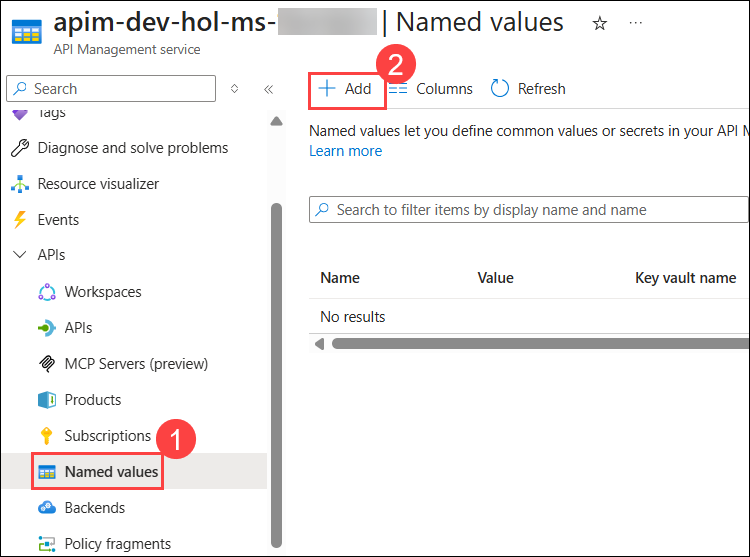 apim-dev-hol-ms- | Named values
API Management service
Search
Tags
Diagnose and solve problems
Resource visualizer
Events
APIs
Workspaces
APIs
MCP Servers (preview)
Products
Subscriptions
1
Named values
Backends
Policy fragments
2
Add
Columns
Refresh
Named values let you define common values or secrets in your API M
Learn more
Search to filter items by display name and name
Name Value Key vault name
No results